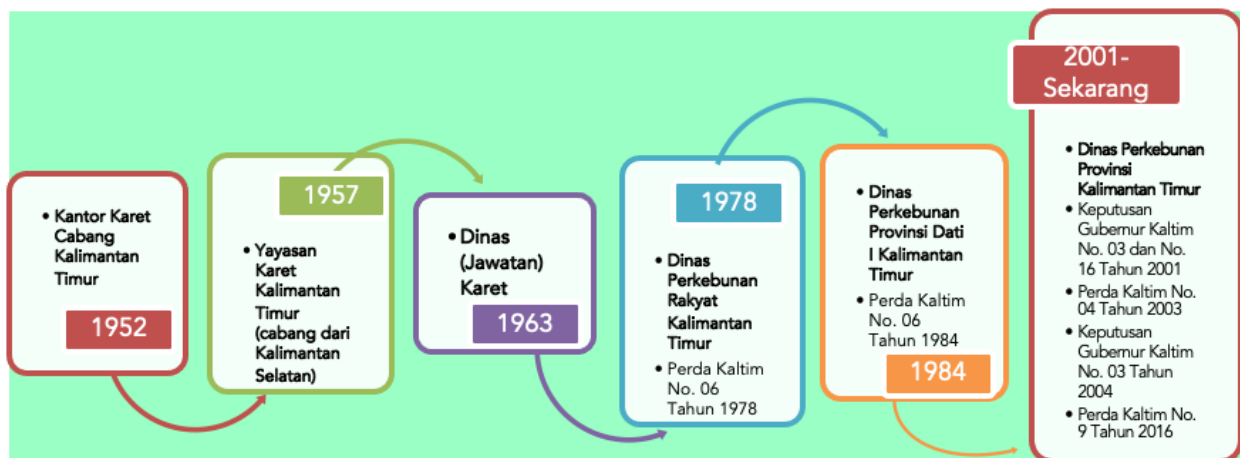 • Kantor Karet
Cabang
Kalimantan
Timur
1952
1957
• Yayasan
Karet
Kalimantan
Timur
(cabang dari
Kalimantan
Selatan)
• Dinas
(Jawatan)
Karet
1963
1978
• Dinas
Perkebunan
Rakyat
Kalimantan
Timur
• Perda Kaltim
No. 06
Tahun 1978
• Dinas
Perkebunan
Provinsi Dati
I Kalimantan
Timur
• Perda Kaltim
No. 06
Tahun 1984
1984
2001-
Sekarang
• Dinas Perkebunan
Provinsi
Kalimantan Timur
• Keputusan
Gubernur Kaltim
No. 03 dan No.
16 Tahun 2001
• Perda Kaltim No.
04 Tahun 2003
• Keputusan
Gubernur Kaltim
No. 03 Tahun
2004
• Perda Kaltim No.
9 Tahun 2016